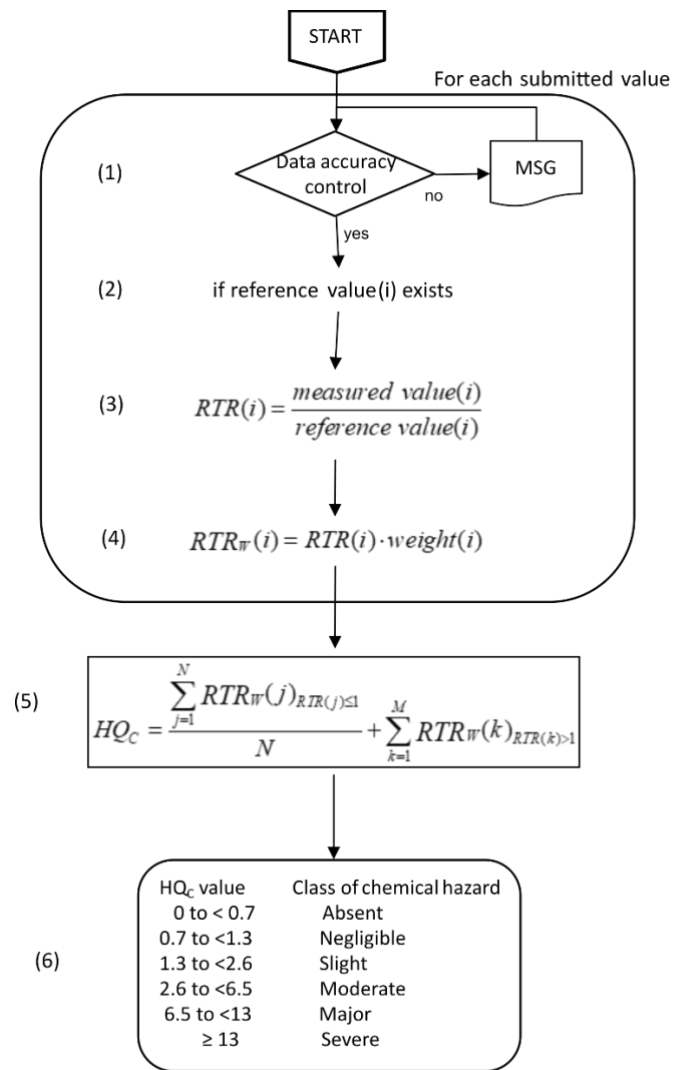 START
For each submitted value
(1)
Data accuracy
control
no
MSG
yes
(2)
if reference value(i) exists
(3)
RTR(i) = measured value(i) / reference value(i)
(4)
RTR_W(i) = RTR(i)·weight(i)
(5)
HQ_C = ∑_{j=1}^{N} RTR_W(j)_{RTR(j)≤1} / N + ∑_{k=1}^{M} RTR_W(k)_{RTR(k)>1}
(6)
HQ_C value Class of chemical hazard
0 to < 0.7 Absent
0.7 to <1.3 Negligible
1.3 to <2.6 Slight
2.6 to <6.5 Moderate
6.5 to <13 Major
≥ 13 Severe